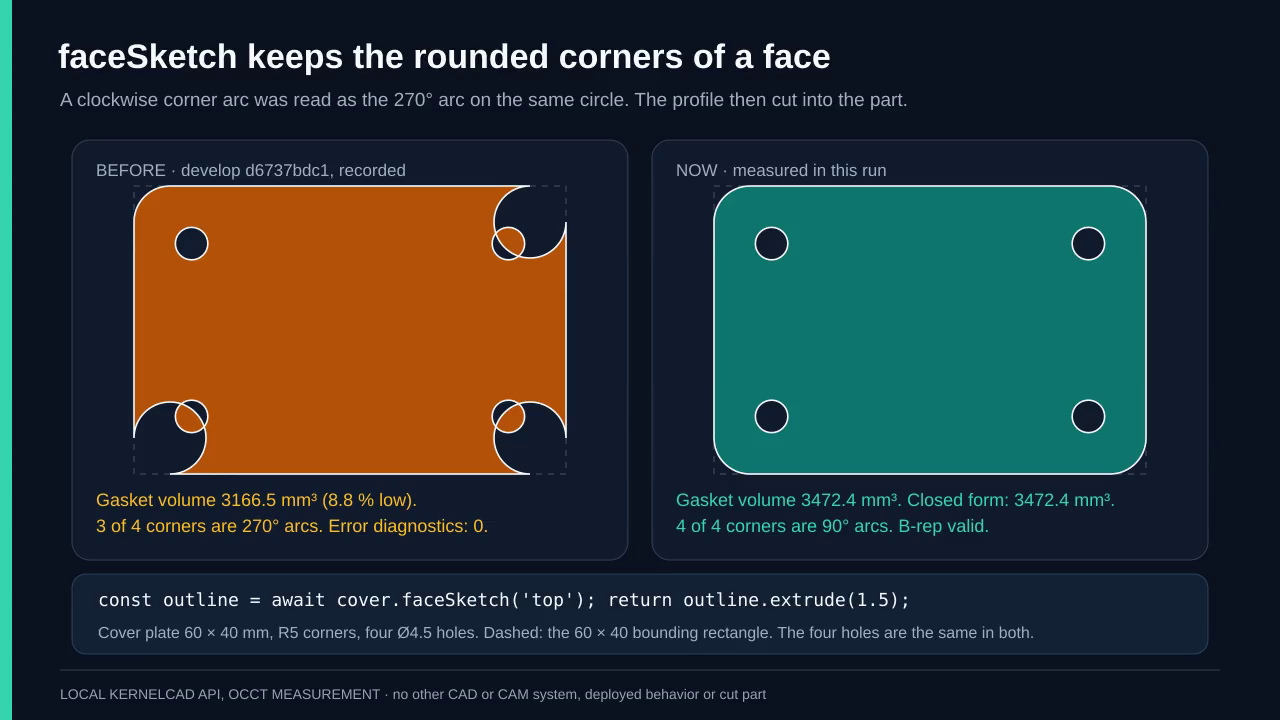 faceSketch keeps the rounded corners of a face
A clockwise corner arc was read as the 270° arc on the same circle. The profile then cut into the part.
BEFORE · develop d6737bdc1, recorded
Gasket volume 3166.5 mm³ (8.8 % low).
3 of 4 corners are 270° arcs. Error diagnostics: 0.
NOW · measured in this run
Gasket volume 3472.4 mm³. Closed form: 3472.4 mm³.
4 of 4 corners are 90° arcs. B-rep valid.
const outline = await cover.faceSketch('top'); return outline.extrude(1.5);
Cover plate 60 × 40 mm, R5 corners, four Ø4.5 holes. Dashed: the 60 × 40 bounding rectangle. The four holes are the same in both.
LOCAL KERNELCAD API, OCCT MEASUREMENT · no other CAD or CAM system, deployed behavior or cut part